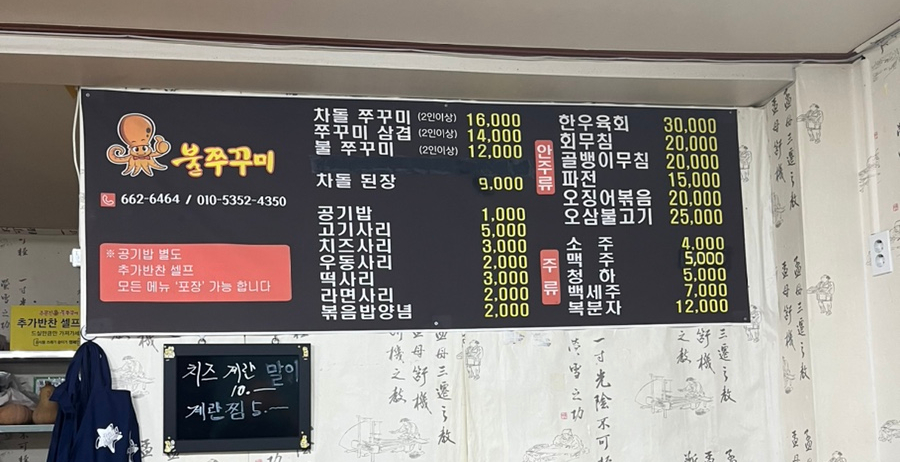 불쭈꾸미
662-6464 / 010-5352-4350
※ 공기밥 별도
추가반찬 셀프
모든 메뉴 '포장' 가능 합니다
차돌 쭈꾸미 (2인이상) 16,000
쭈꾸미 삼겹 (2인이상) 14,000
불 쭈꾸미 (2인이상) 12,000
차돌 된장 9,000
공기밥 1,000
고기사리 5,000
치즈사리 3,000
우동사리 2,000
떡사리 3,000
라면사리 2,000
볶음밥양념 2,000
안주류
한우육회 30,000
회무침 20,000
골뱅이무침 20,000
파전 15,000
오징어볶음 20,000
오삼불고기 25,000
주류
소주 4,000
맥주 5,000
청하 5,000
백세주 7,000
복분자 12,000
추가반찬 셀프
치즈 계란 말이
10.—
계란찜 5.—